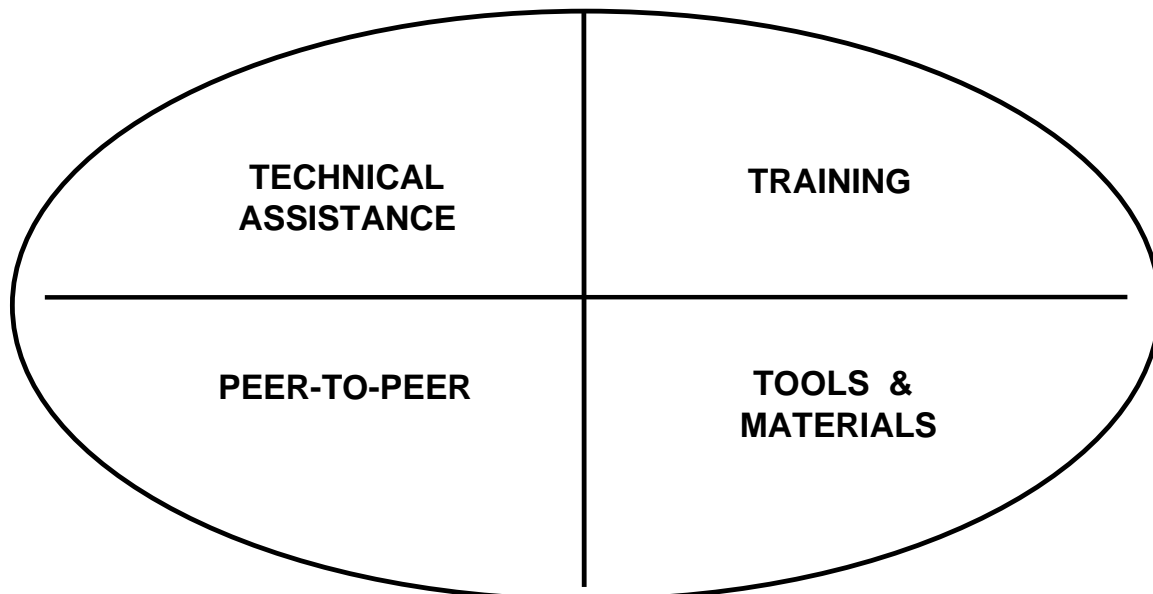 TECHNICAL
ASSISTANCE
TRAINING
PEER-TO-PEER
TOOLS &
MATERIALS